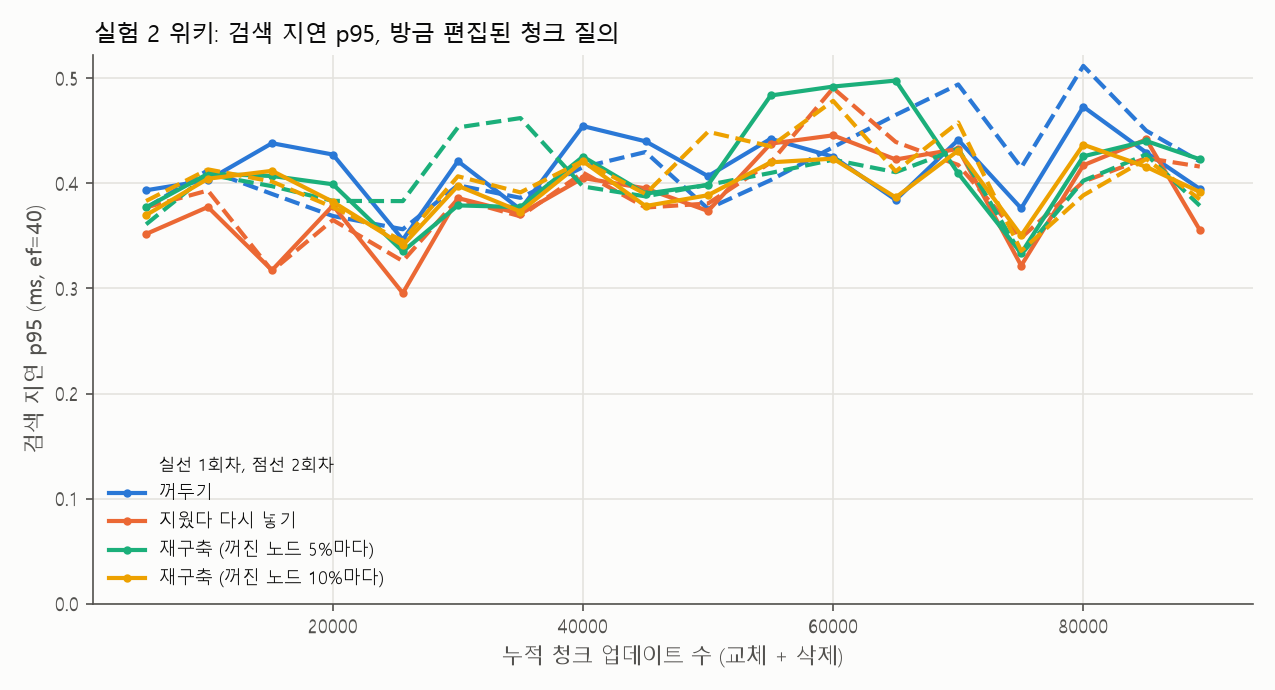 실험 2 위키: 검색 지연 p95, 방금 편집된 청크 질의
검색 지연 p95 (ms, ef=40)
0.5
0.4
0.3
0.2
0.1
0.0
실선 1회차, 점선 2회차
꺼두기
지웠다 다시 넣기
재구축 (꺼진 노드 5%마다)
재구축 (꺼진 노드 10%마다)
20000
40000
60000
80000
누적 청크 업데이트 수 (교체 + 삭제)